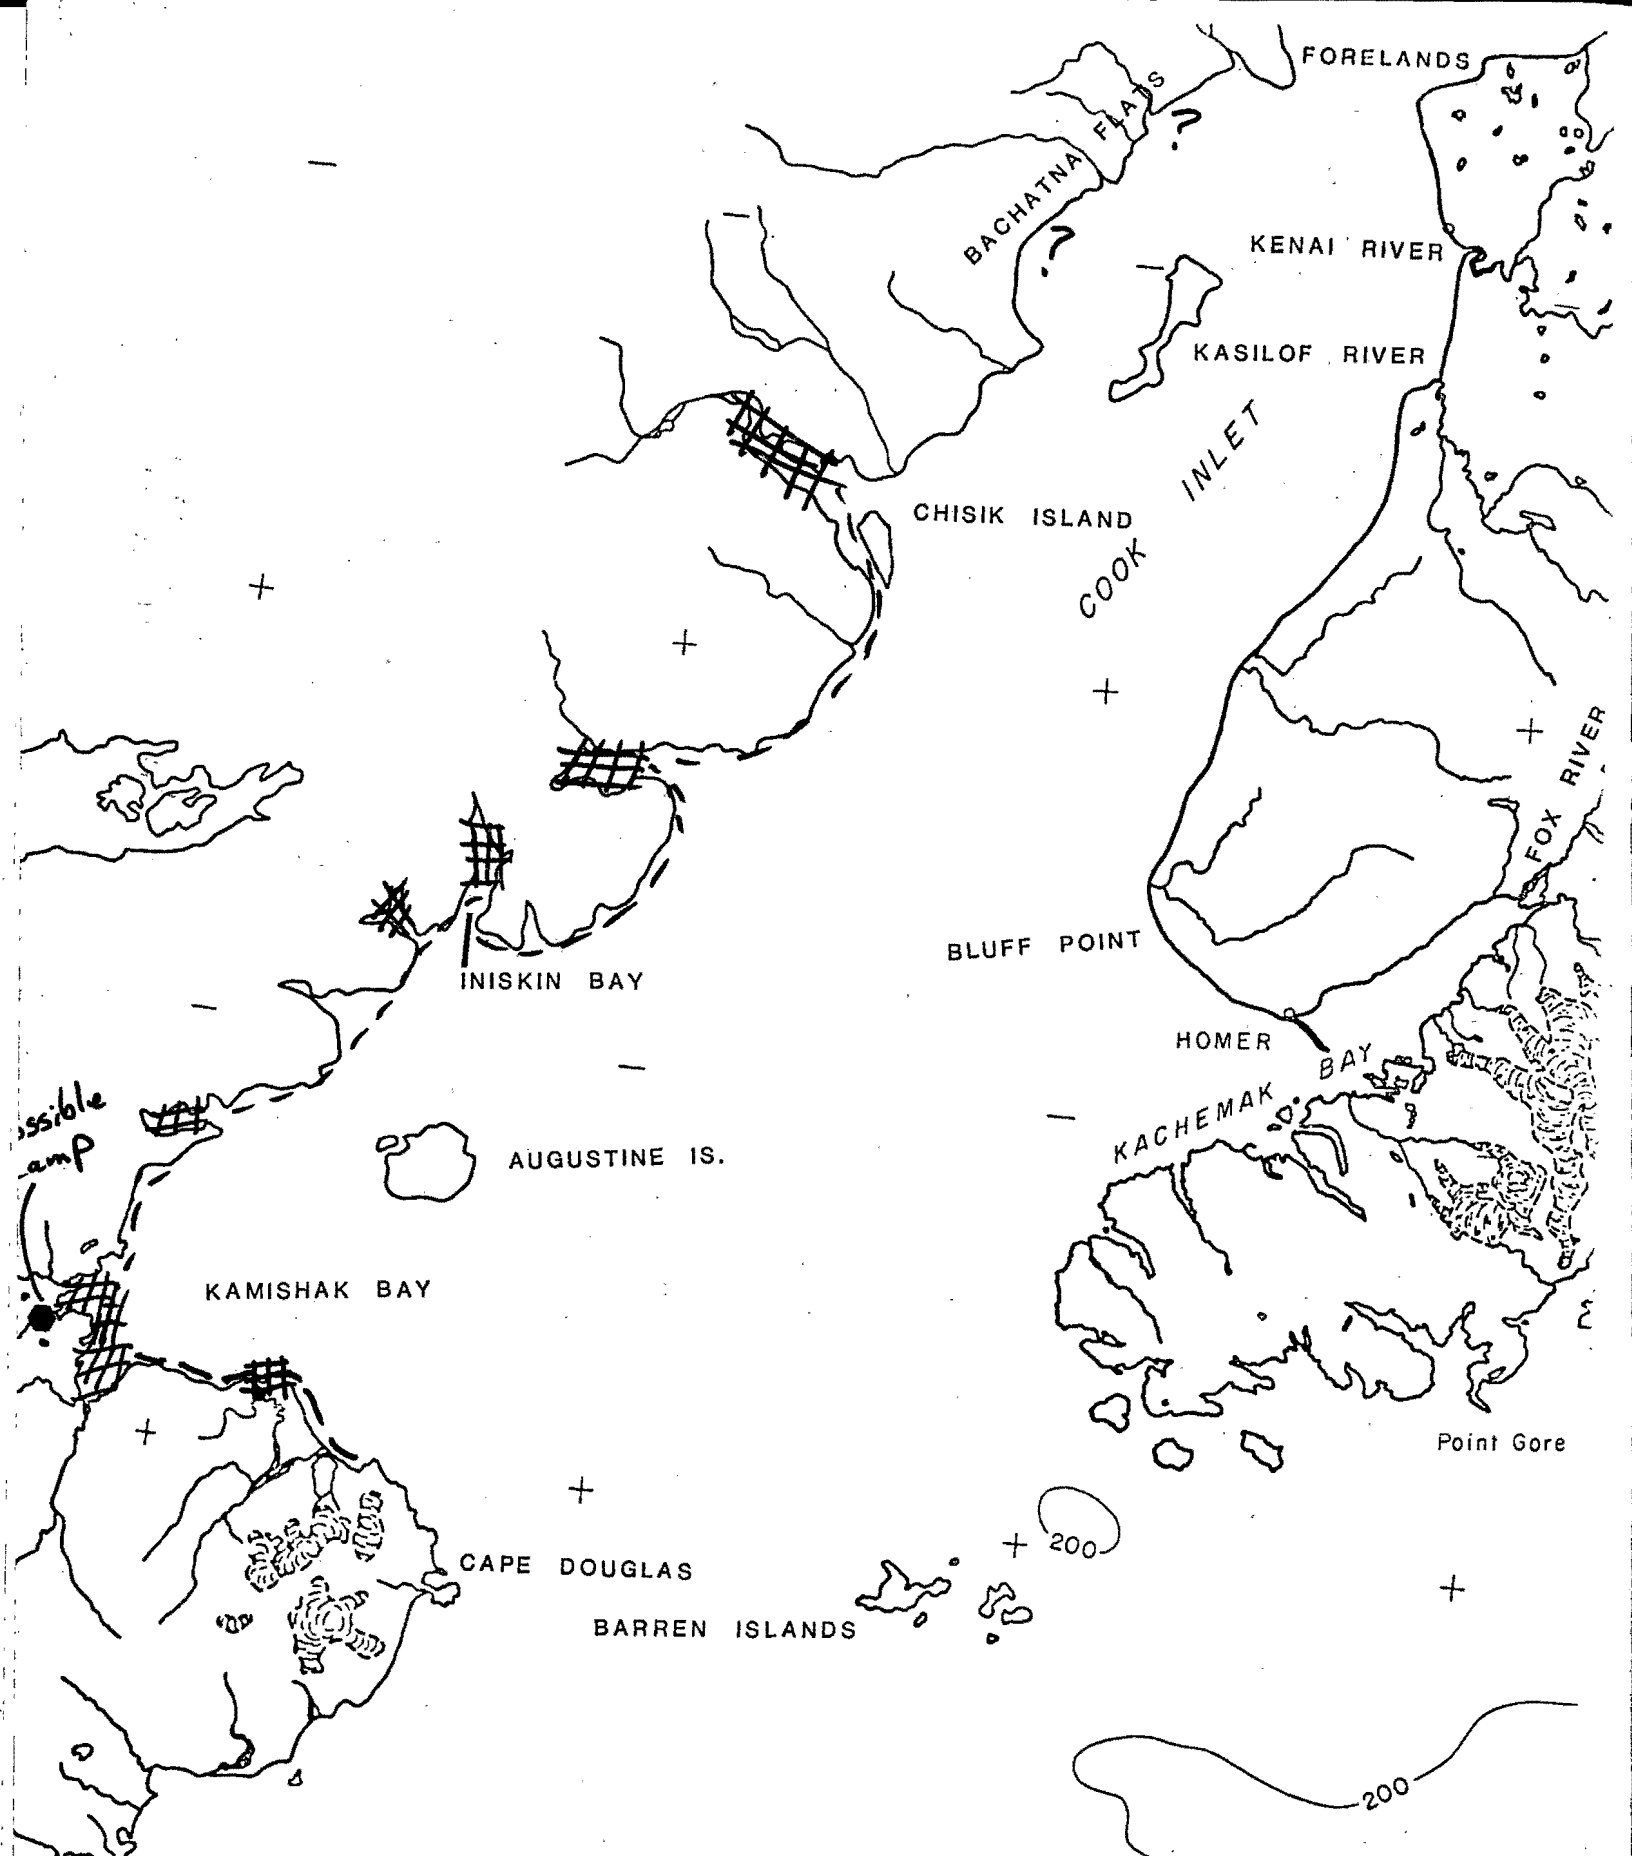 FORELANDS
BACHATNA FLATS
?
?
KENAI RIVER
KASILOF RIVER
COOK INLET
CHISIK ISLAND
FOX RIVER
BLUFF POINT
INISKIN BAY
HOMER
KACHEMAK BAY
ossible
amp
AUGUSTINE IS.
KAMISHAK BAY
Point Gore
200
CAPE DOUGLAS
BARREN ISLANDS
200